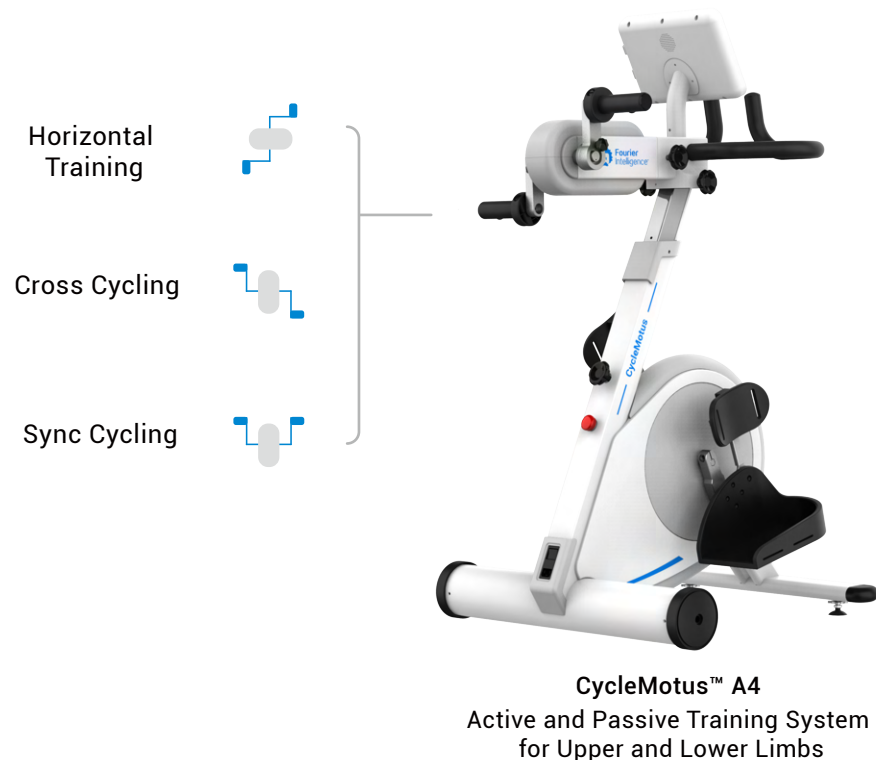 Horizontal
Training
Cross Cycling
Sync Cycling
Fourier
Intelligence
CycleMotus
CycleMotus™ A4
Active and Passive Training System
for Upper and Lower Limbs